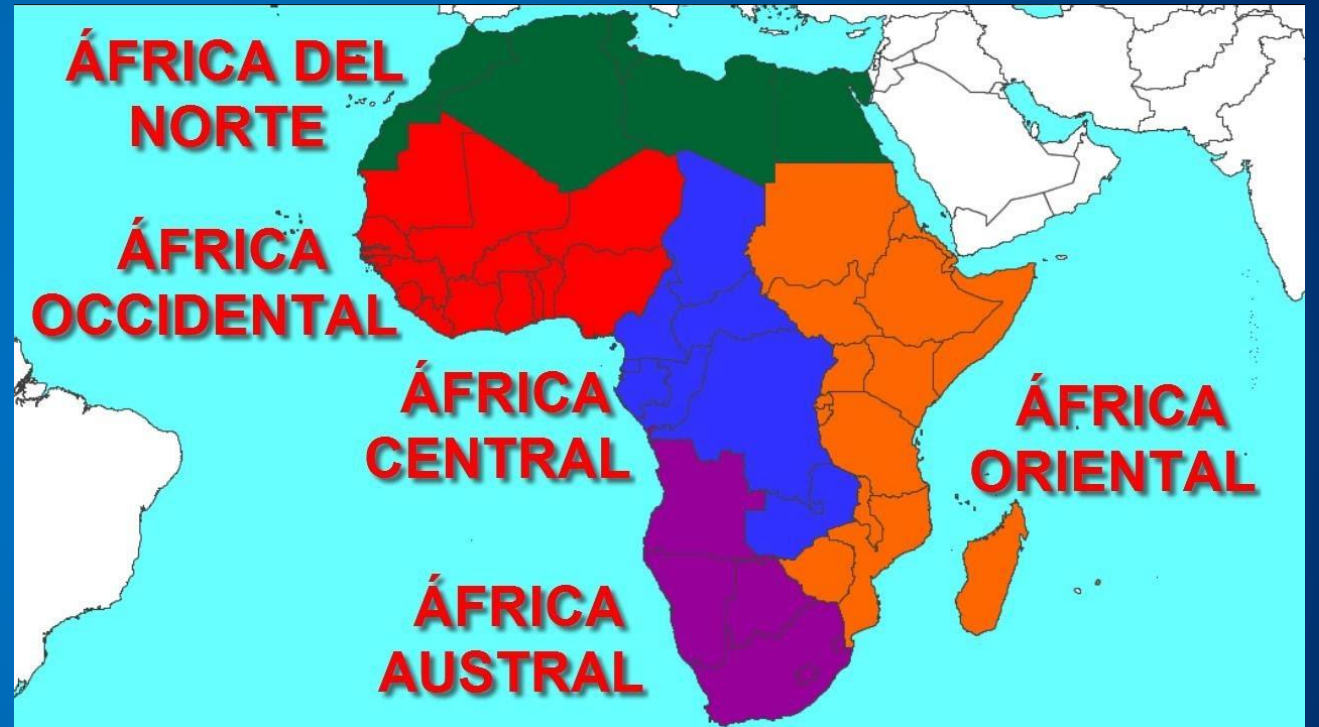 ÁFRICA DEL
NORTE
ÁFRICA
OCCIDENTAL
ÁFRICA
CENTRAL
ÁFRICA
ORIENTAL
ÁFRICA
AUSTRAL